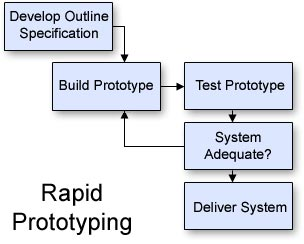 Develop Outline
Specification
Build Prototype
Test Prototype
System
Adequate?
Deliver System
Rapid
Prototyping